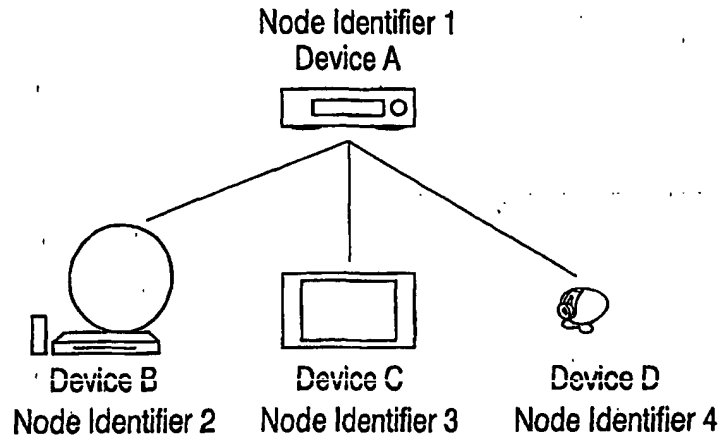 Node Identifier 1
Device A
Device B
Node Identifier 2
Device C
Node Identifier 3
Device D
Node Identifier 4